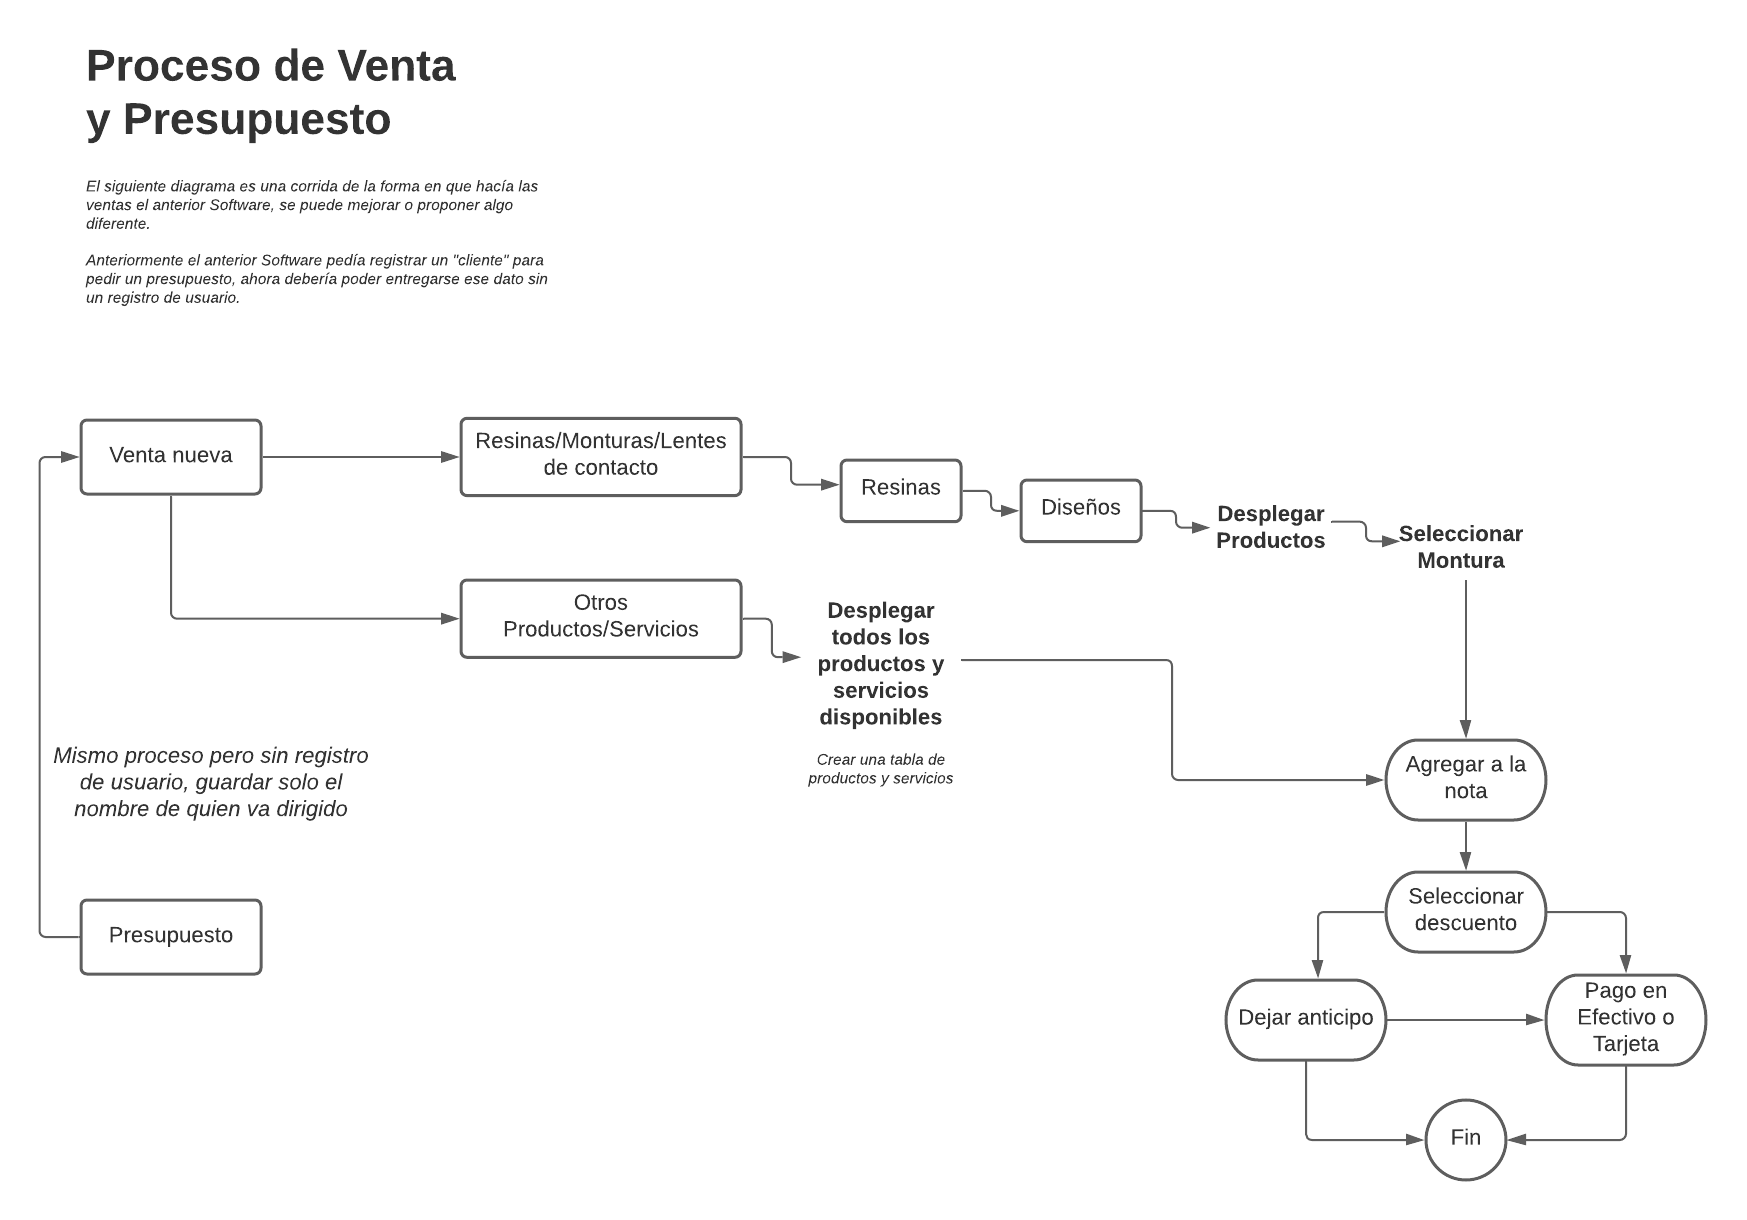 Proceso de Venta
y Presupuesto
El siguiente diagrama es una corrida de la forma en que hacía las
ventas el anterior Software, se puede mejorar o proponer algo
diferente.
Anteriormente el anterior Software pedía registrar un "cliente" para
pedir un presupuesto, ahora debería poder entregarse ese dato sin
un registro de usuario.
Venta nueva
Resinas/Monturas/Lentes
de contacto
Resinas
Diseños
Desplegar
Productos
Seleccionar
Montura
Otros
Productos/Servicios
Desplegar
todos los
productos y
servicios
disponibles
Crear una tabla de
productos y servicios
Mismo proceso pero sin registro
de usuario, guardar solo el
nombre de quien va dirigido
Presupuesto
Agregar a la
nota
Seleccionar
descuento
Dejar anticipo
Pago en
Efectivo o
Tarjeta
Fin